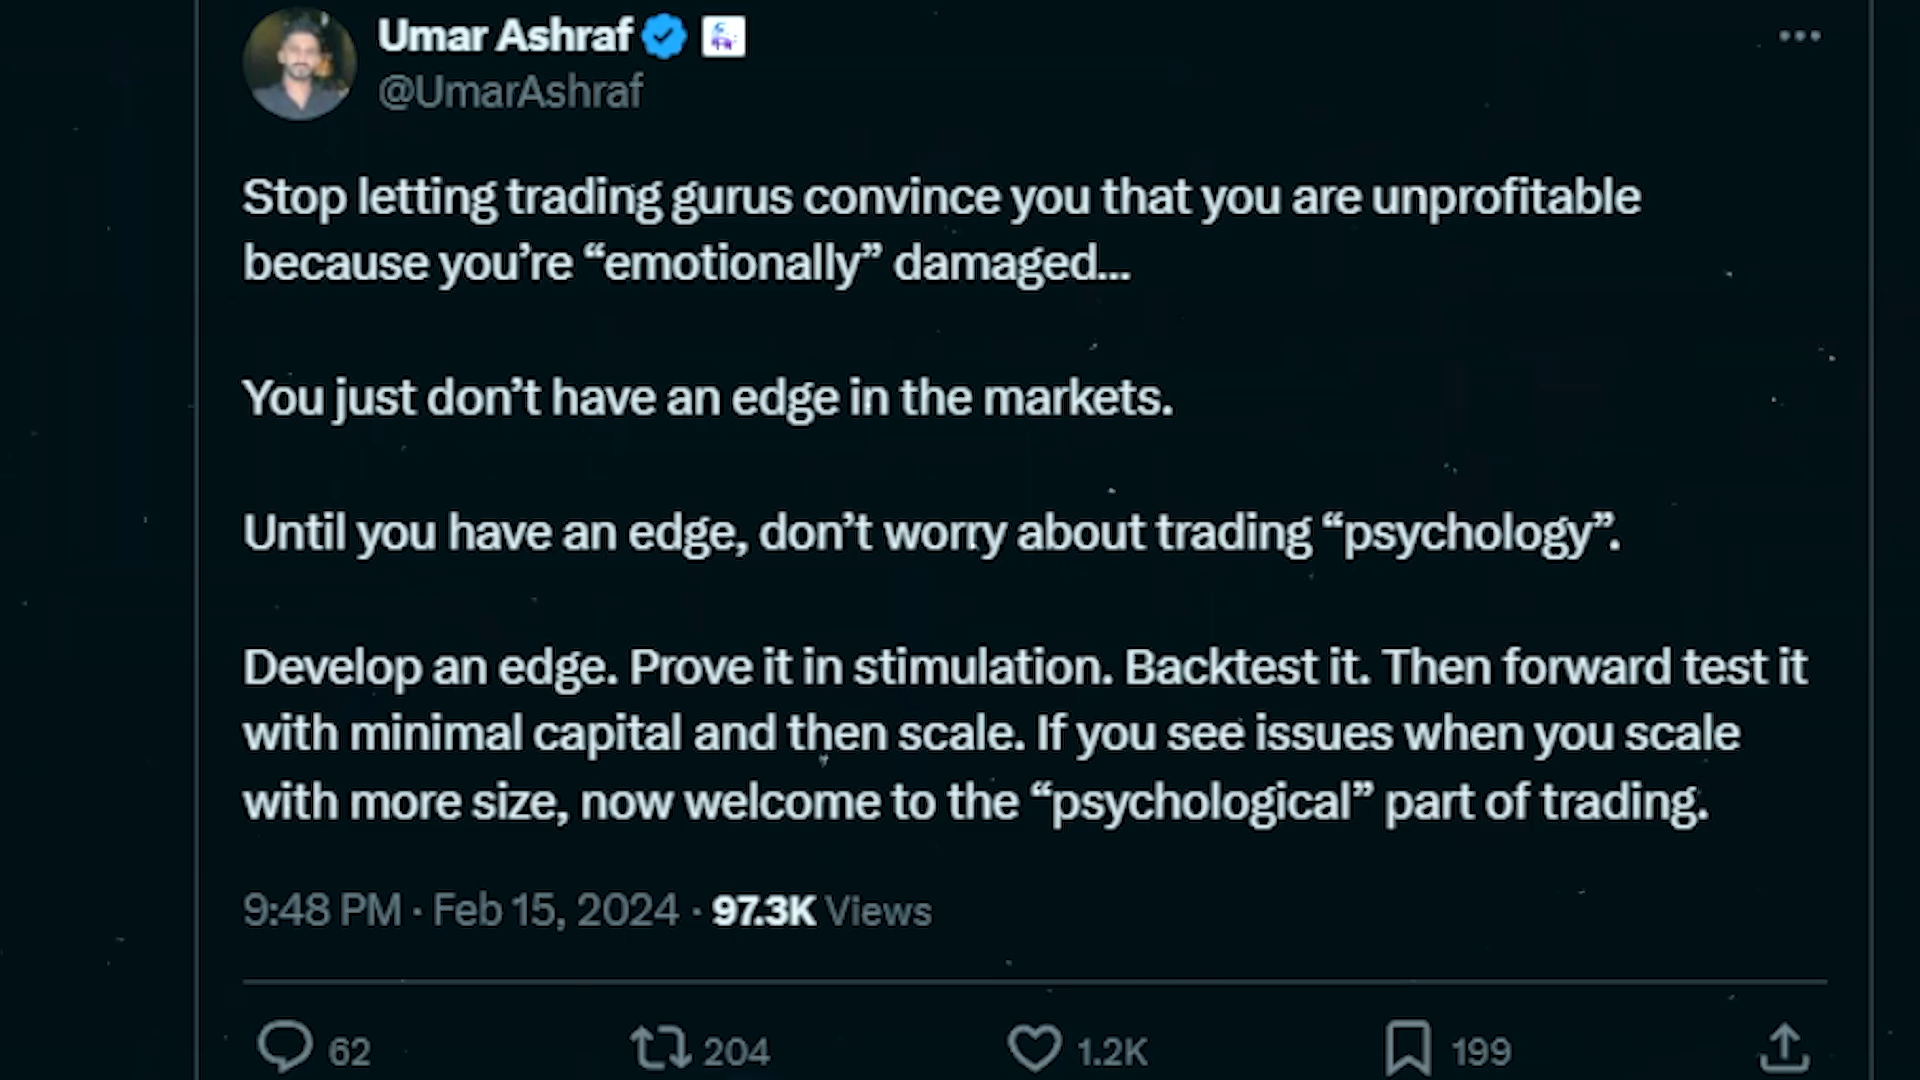 Umar Ashraf
@UmarAshraf
Stop letting trading gurus convince you that you are unprofitable
because you’re “emotionally” damaged...
You just don’t have an edge in the markets.
Until you have an edge, don’t worry about trading “psychology”.
Develop an edge. Prove it in stimulation. Backtest it. Then forward test it
with minimal capital and then scale. If you see issues when you scale
with more size, now welcome to the “psychological” part of trading.
9:48 PM · Feb 15, 2024 · 97.3K Views
62 204 1.2K 199